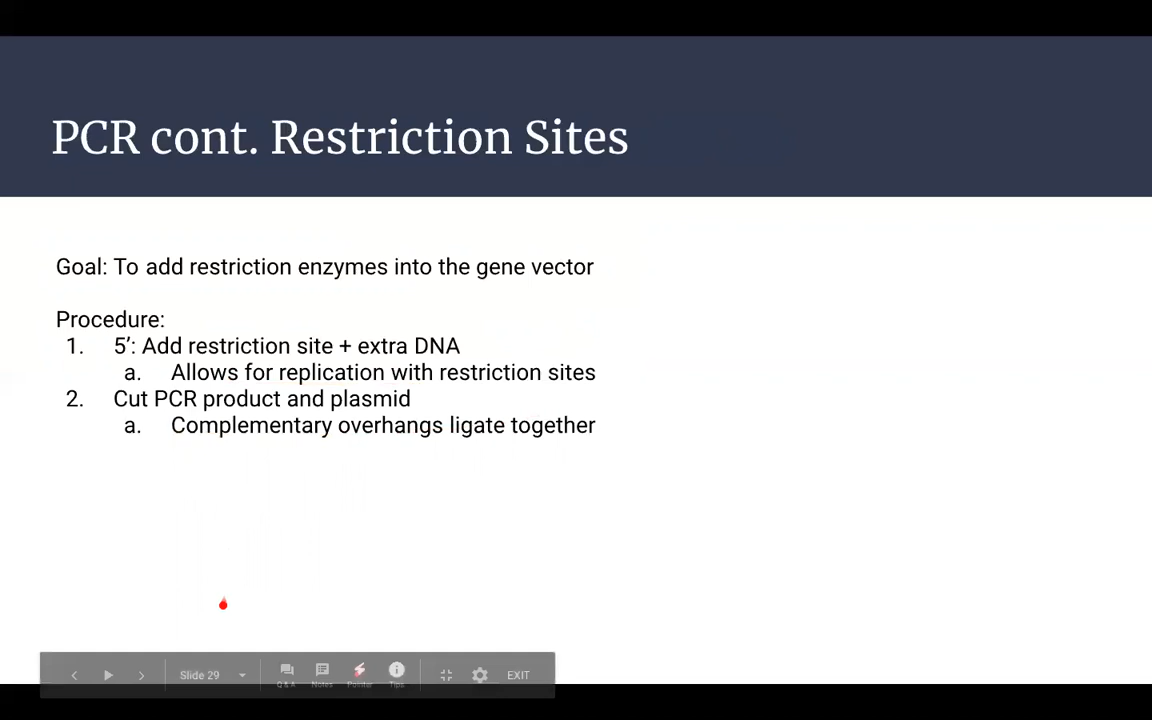 PCR cont. Restriction Sites
Goal: To add restriction enzymes into the gene vector
Procedure:
1. 5’: Add restriction site + extra DNA
a. Allows for replication with restriction sites
2. Cut PCR product and plasmid
a. Complementary overhangs ligate together
Slide 29
Q & A
Notes
Pointer
Tips
EXIT